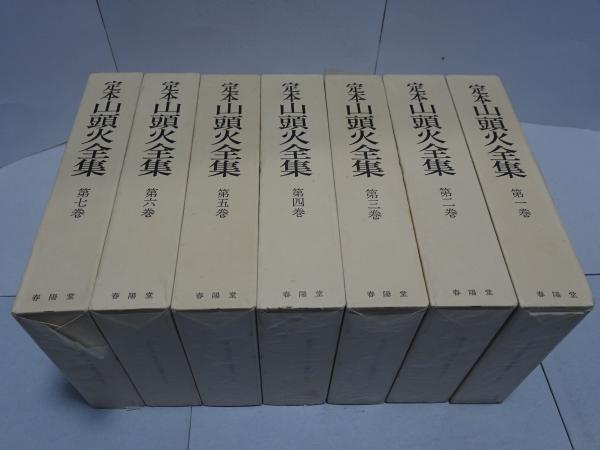 定本山頭火全集 第七巻
春陽堂
定本山頭火全集 第六巻
春陽堂
定本山頭火全集 第五巻
春陽堂
定本山頭火全集 第四巻
春陽堂
定本山頭火全集 第三巻
春陽堂
定本山頭火全集 第二巻
春陽堂
定本山頭火全集 第一巻
春陽堂